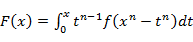 F(x) = ∫₀ˣ tⁿ⁻¹f(xⁿ − tⁿ)dt